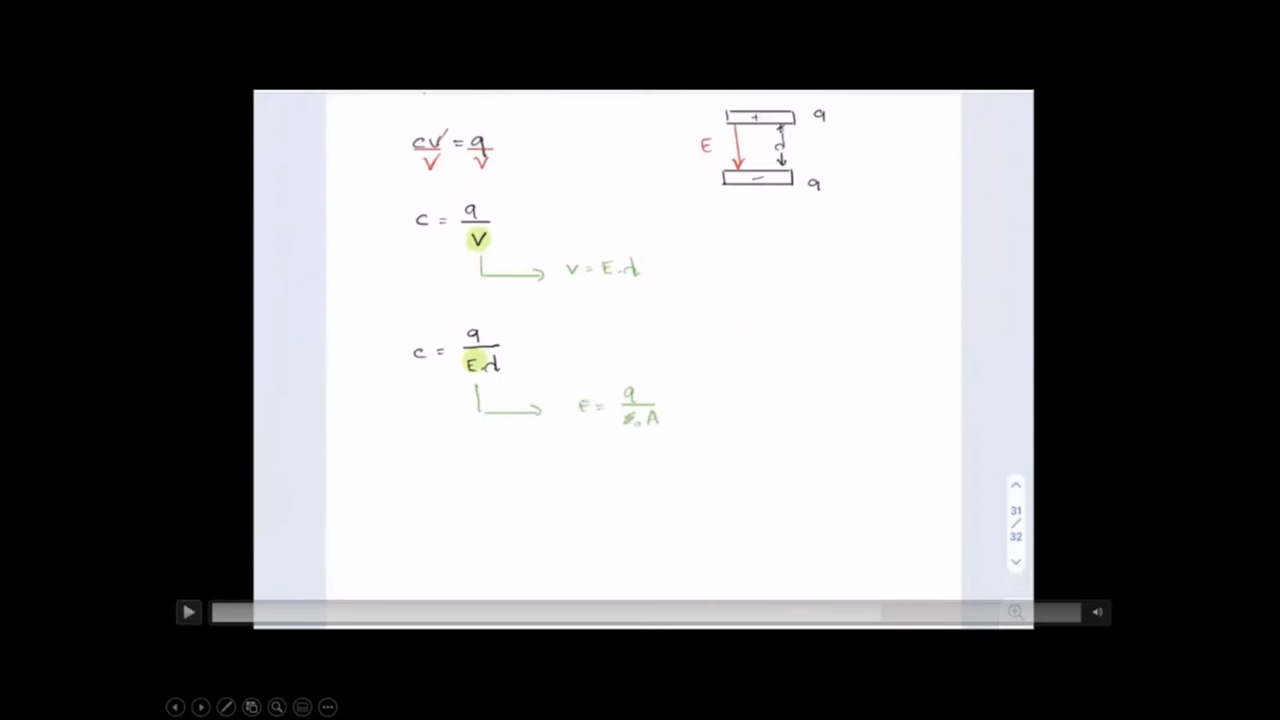 CV/V = q/V
+ q
E d
- q
C = q/V
V = E.d
C = q/E.d
E = q/ε₀A
31
/
32